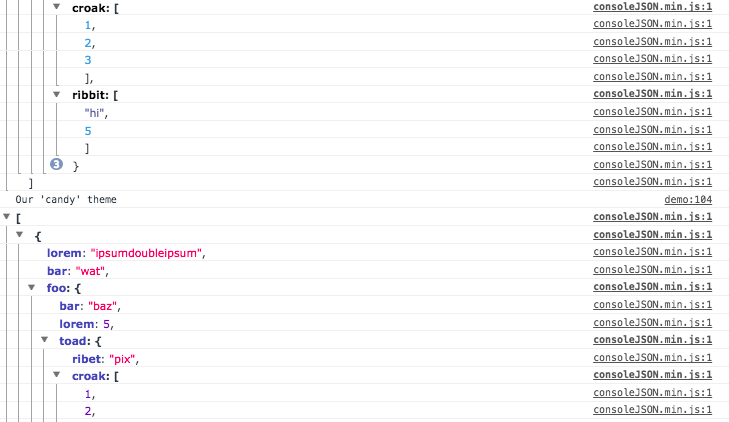 croak: [ consoleJSON.min.js:1
1, consoleJSON.min.js:1
2, consoleJSON.min.js:1
3 consoleJSON.min.js:1
], consoleJSON.min.js:1
ribbit: [ consoleJSON.min.js:1
"hi", consoleJSON.min.js:1
5 consoleJSON.min.js:1
] consoleJSON.min.js:1
3 } consoleJSON.min.js:1
] consoleJSON.min.js:1
Our 'candy' theme demo:104
[ consoleJSON.min.js:1
{ consoleJSON.min.js:1
lorem: "ipsumdoubleipsum", consoleJSON.min.js:1
bar: "wat", consoleJSON.min.js:1
foo: { consoleJSON.min.js:1
bar: "baz", consoleJSON.min.js:1
lorem: 5, consoleJSON.min.js:1
toad: { consoleJSON.min.js:1
ribet: "pix", consoleJSON.min.js:1
croak: [ consoleJSON.min.js:1
1, consoleJSON.min.js:1
2, consoleJSON.min.js:1